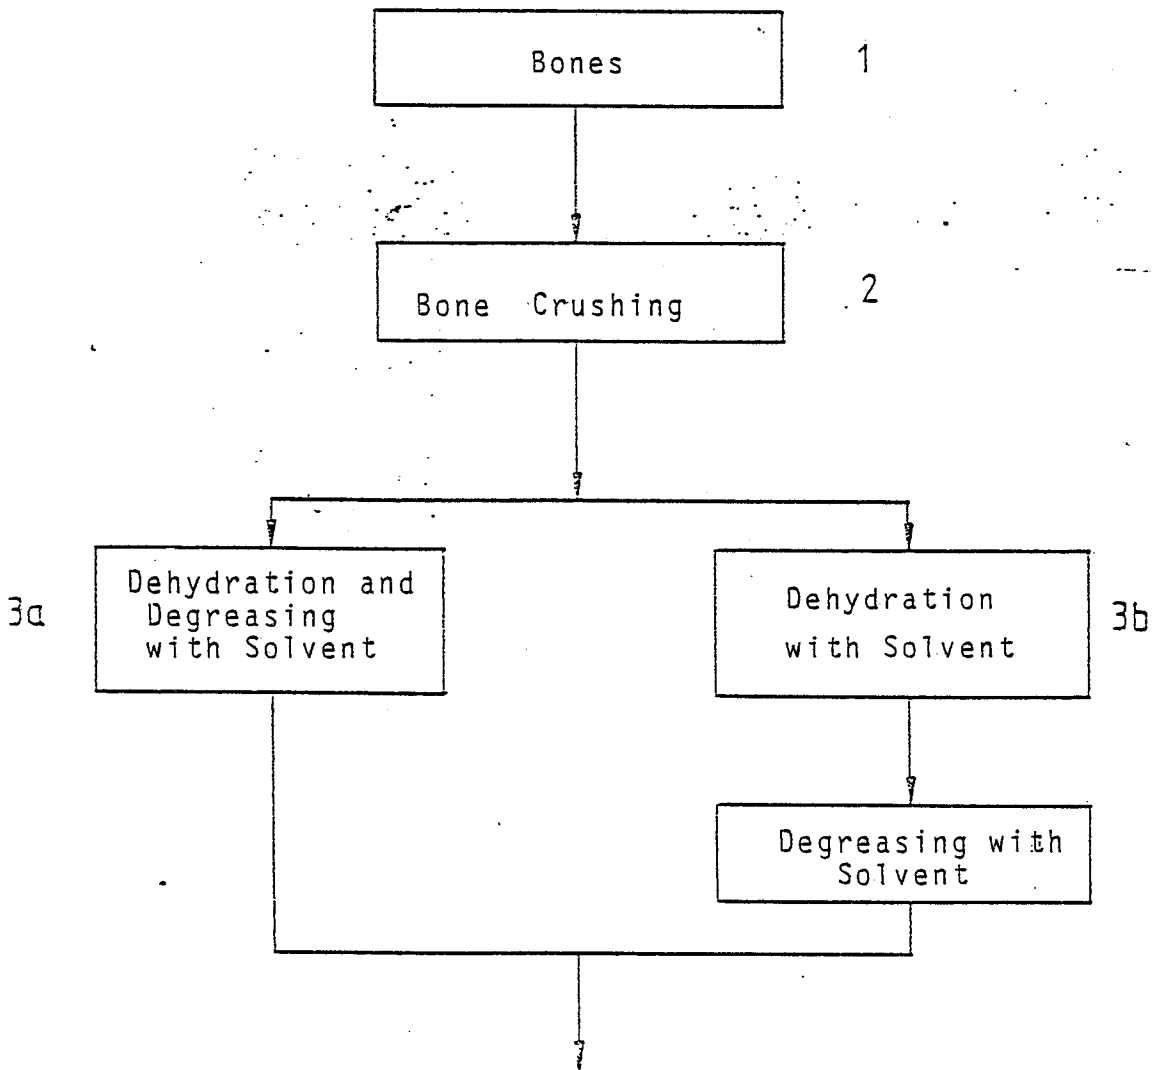 Bones
1
Bone Crushing
2
3a
Dehydration and
Degreasing
with Solvent
Dehydration
with Solvent
3b
Degreasing with
Solvent